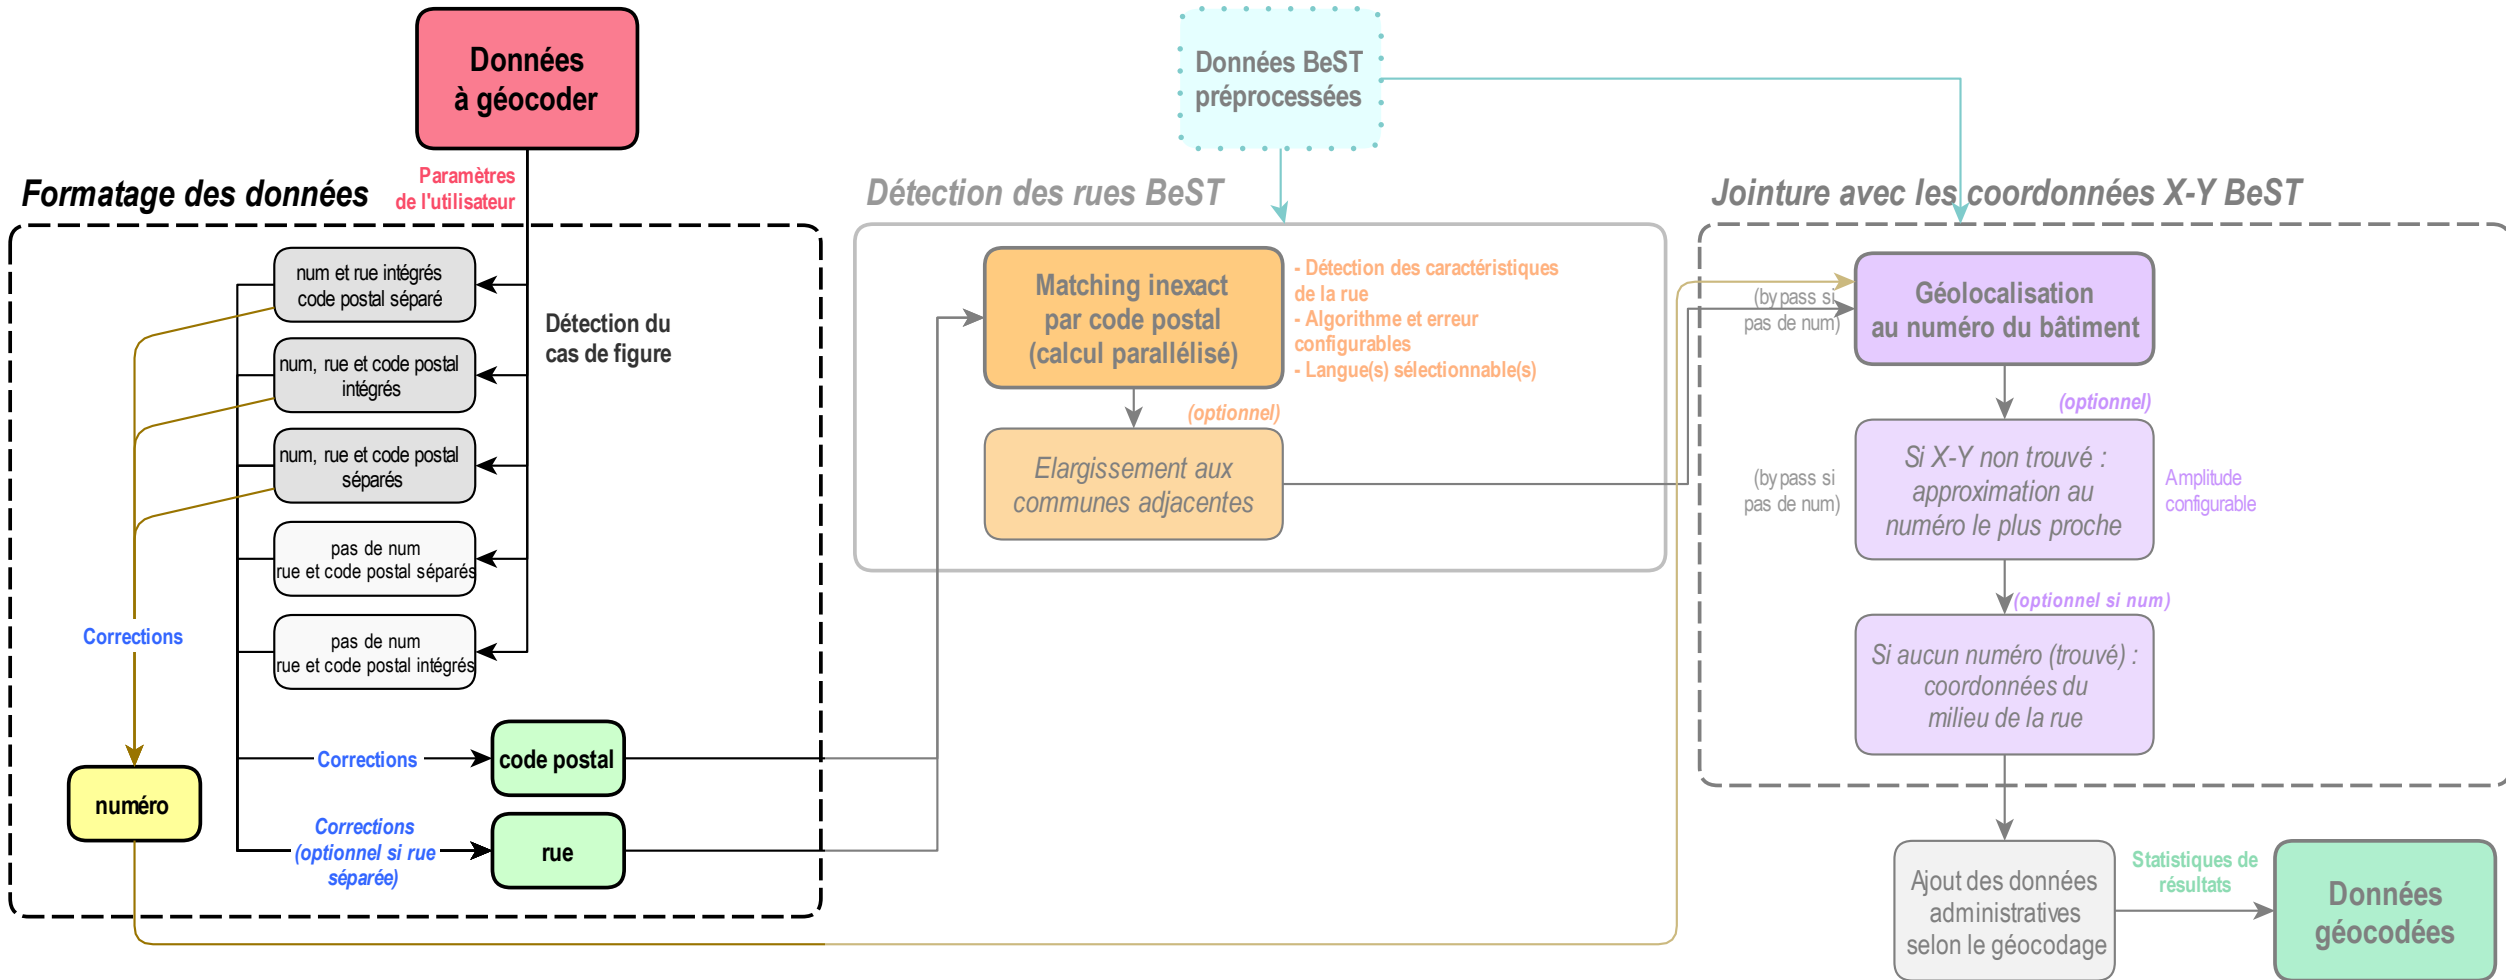 Données
à géocoder
Paramètres
de l'utilisateur
Formatage des données
num et rue intégrés
code postal séparé
num, rue et code postal
intégrés
num, rue et code postal
séparés
pas de num
rue et code postal séparés
pas de num
rue et code postal intégrés
Détection du
cas de figure
Corrections
numéro
Corrections
code postal
Corrections
(optionnel si rue
séparée)
rue
Données BeST
préprocessées
Détection des rues BeST
Matching inexact
par code postal
(calcul parallélisé)
- Détection des caractéristiques
de la rue
- Algorithme et erreur
configurables
- Langue(s) sélectionnable(s)
(optionnel)
Elargissement aux
communes adjacentes
Jointure avec les coordonnées X-Y BeST
(by pass si
pas de num)
Géolocalisation
au numéro du bâtiment
(optionnel)
(by pass si
pas de num)
Si X-Y non trouvé :
approximation au
numéro le plus proche
Amplitude
configurable
(optionnel si num)
Si aucun numéro (trouvé) :
coordonnées du
milieu de la rue
Ajout des données
administratives
selon le géocodage
Statistiques de
résultats
Données
géocodées